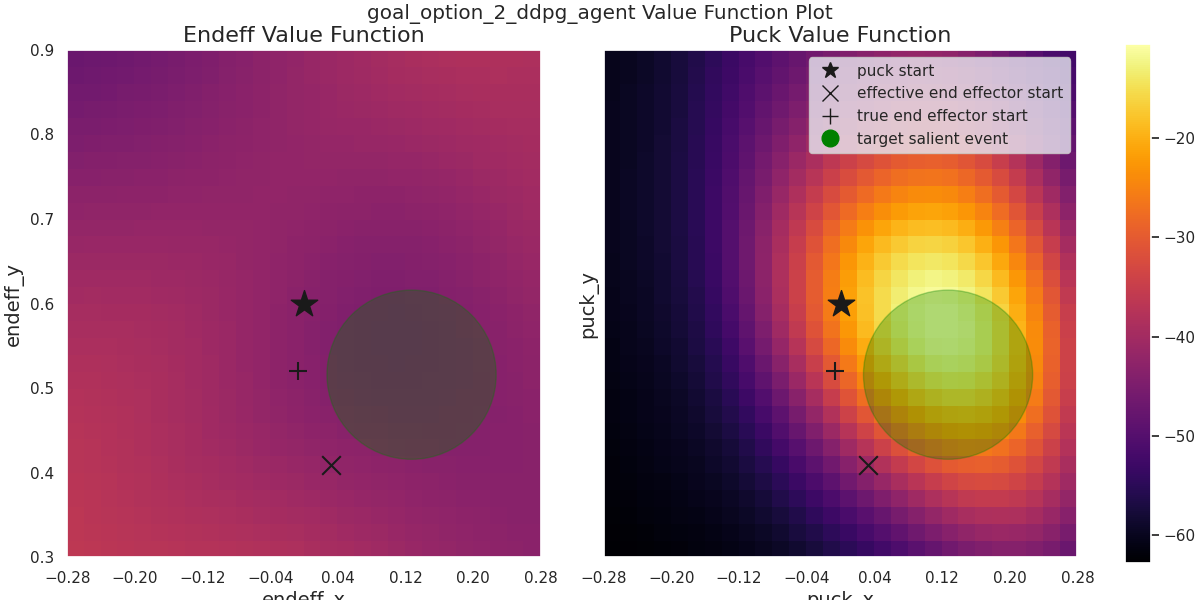 goal_option_2_ddpg_agent Value Function Plot
Endeff Value Function
Puck Value Function
puck start
effective end effector start
true end effector start
target salient event
endeff_y
0.9
0.8
0.7
0.6
0.5
0.4
0.3
−0.28 −0.20 −0.12 −0.04 0.04 0.12 0.20 0.28
endeff_x
puck_y
−0.28 −0.20 −0.12 −0.04 0.04 0.12 0.20 0.28
puck_x
−20
−30
−40
−50
−60